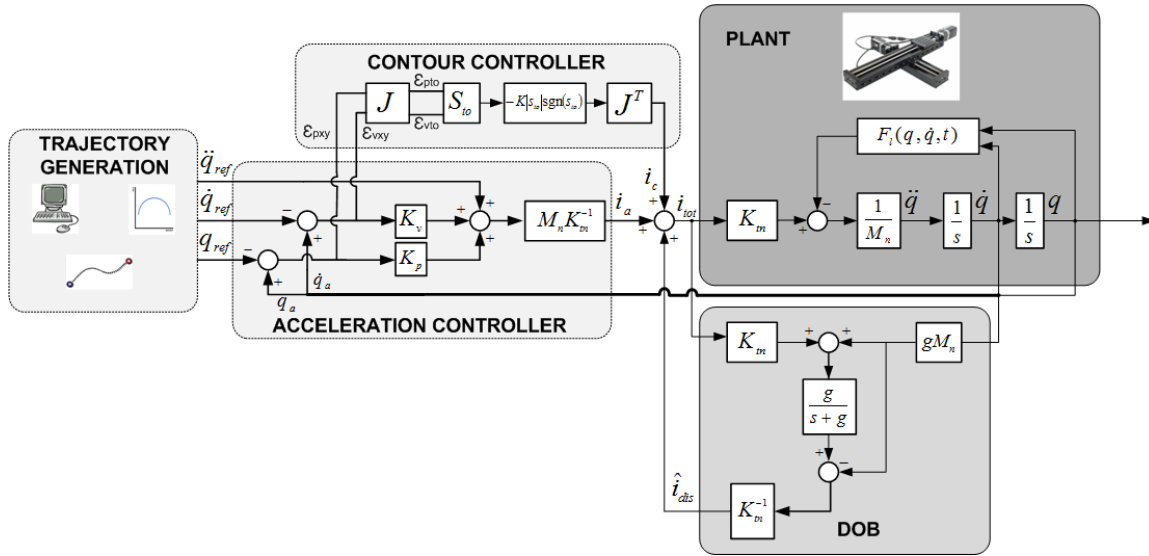 PLANT
CONTOUR CONTROLLER
J
ε_pto
ε_vto
S_to
-K|s_to|sgn(s_to)
J^T
ε_pxy
ε_vxy
TRAJECTORY
GENERATION
q̈_ref
q̇_ref
q_ref
K_v
K_p
M_n K_tn^-1
q̇_a
q_a
ACCELERATION CONTROLLER
i_a
i_c
i_tot
F_l(q, q̇, t)
K_tn
1/M_n
q̈
1/s
q̇
1/s
q
K_tn
gM_n
g/(s + g)
î_dis
K_tn^-1
DOB